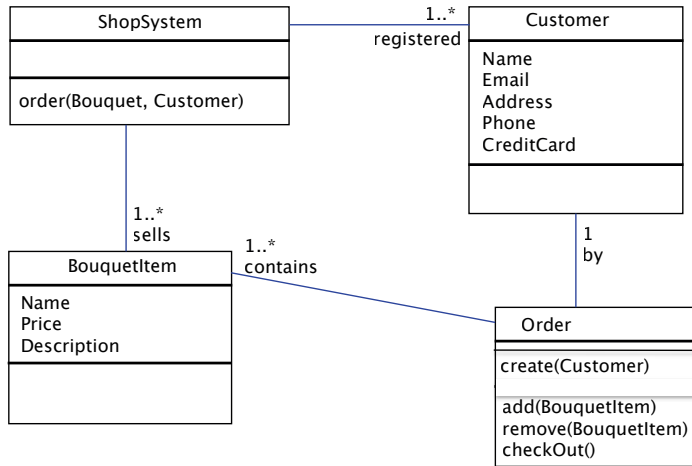 ShopSystem
order(Bouquet, Customer)
1..*
registered
Customer
Name
Email
Address
Phone
CreditCard
1..*
sells
1..*
contains
1
by
BouquetItem
Name
Price
Description
Order
create(Customer)
add(BouquetItem)
remove(BouquetItem)
checkOut()